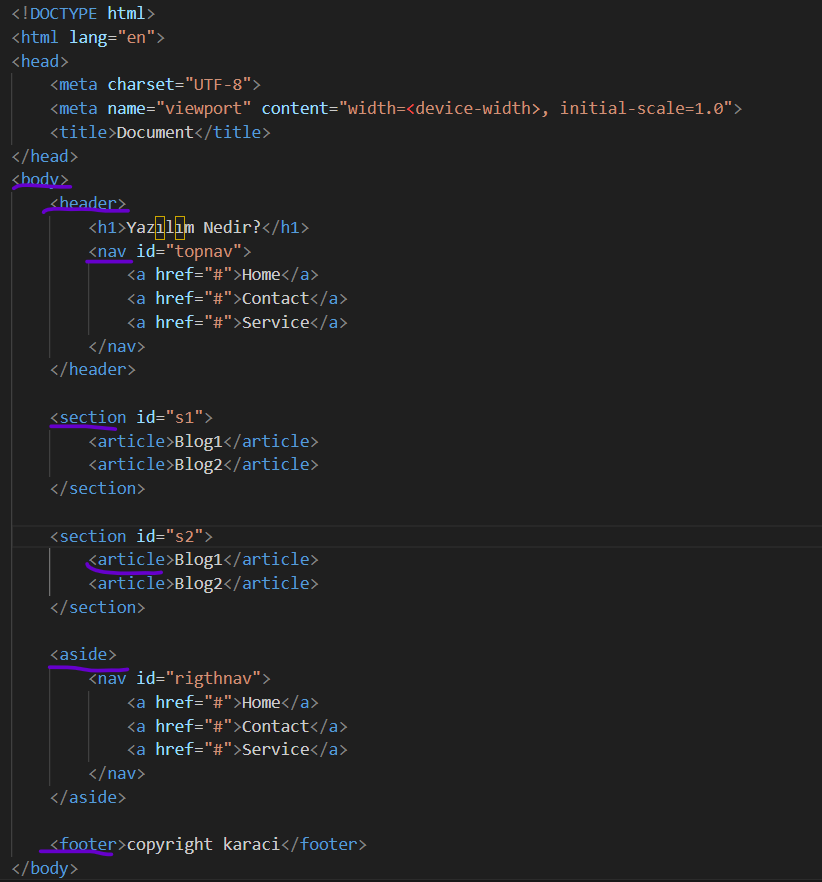 <!DOCTYPE html>
<html lang="en">
<head>
    <meta charset="UTF-8">
    <meta name="viewport" content="width=<device-width>, initial-scale=1.0">
    <title>Document</title>
</head>
<body>
    <header>
        <h1>Yazılım Nedir?</h1>
        <nav id="topnav">
            <a href="#">Home</a>
            <a href="#">Contact</a>
            <a href="#">Service</a>
        </nav>
    </header>

    <section id="s1">
        <article>Blog1</article>
        <article>Blog2</article>
    </section>

    <section id="s2">
        <article>Blog1</article>
        <article>Blog2</article>
    </section>

    <aside>
        <nav id="rigthnav">
            <a href="#">Home</a>
            <a href="#">Contact</a>
            <a href="#">Service</a>
        </nav>
    </aside>

    <footer>copyright karaci</footer>
</body>